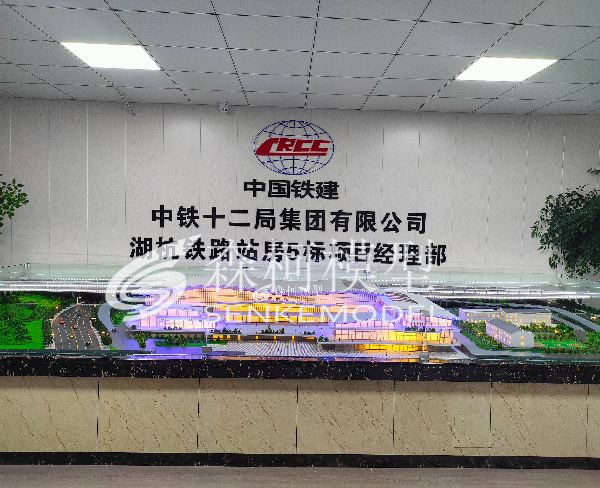 CRCC
中国铁建
中铁十二局集团有限公司
湖杭铁路站房5标项目经理部
森柯模型
SENKEMODEL